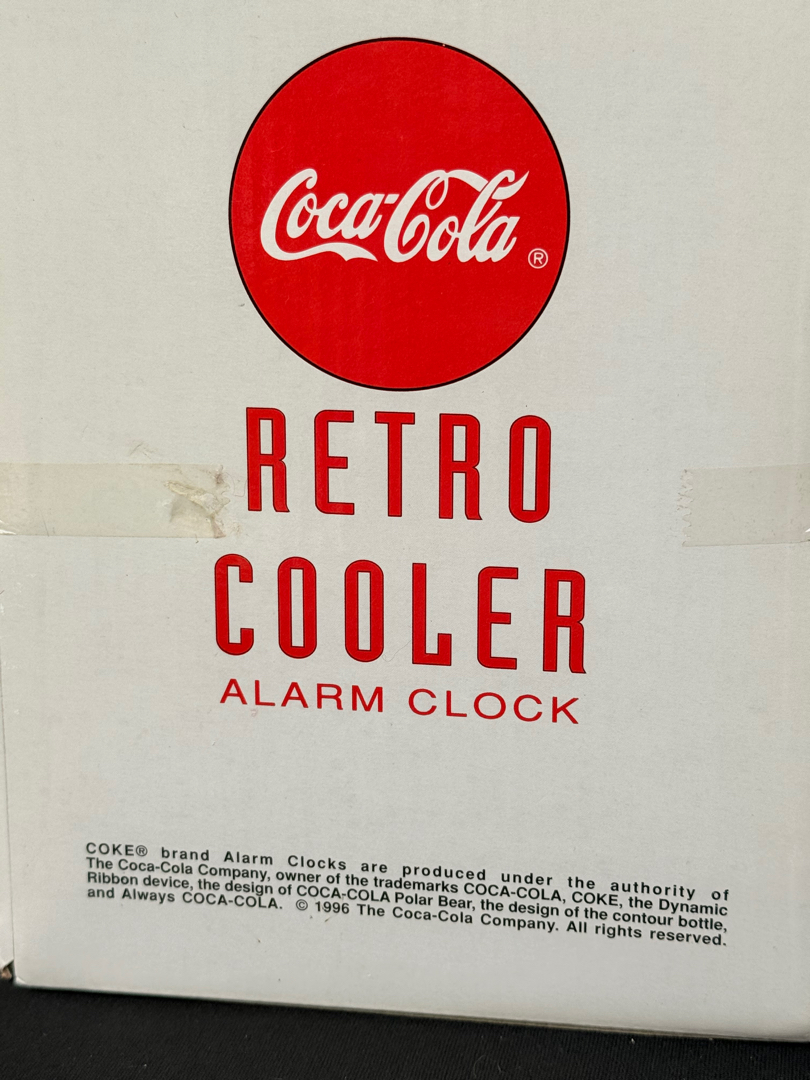 Coca-Cola ®
RETRO
COOLER
ALARM CLOCK
COKE® brand Alarm Clocks are produced under the authority of
The Coca-Cola Company, owner of the trademarks COCA-COLA, COKE, the Dynamic
Ribbon device, the design of COCA-COLA Polar Bear, the design of the contour bottle,
and Always COCA-COLA. © 1996 The Coca-Cola Company. All rights reserved.